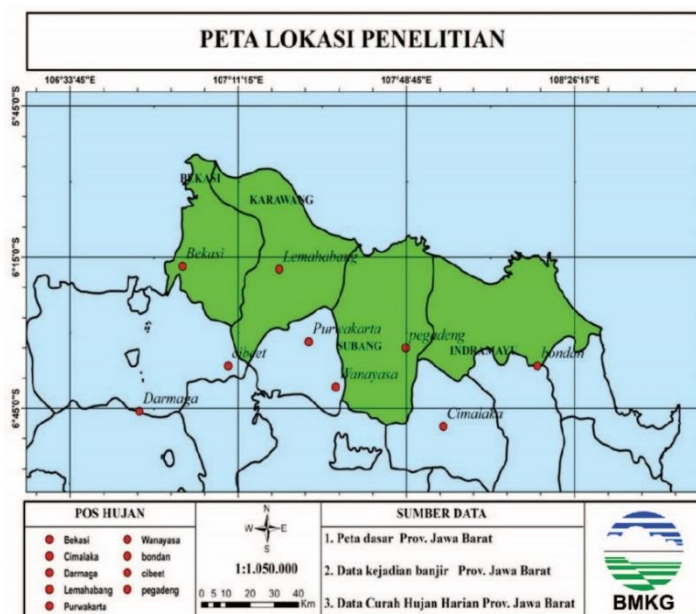 PETA LOKASI PENELITIAN
106°33'45"E 107°11'15"E 107°48'45"E 108°26'15"E
5°45'0"S
BEKASI
KARAWANG
6°15'0"S
Bekasi
Lemahabang
Purwakarta
SUBANG
pegadeng
INDRAMAYU
cibeet
bondan
Wanayasa
6°45'0"S
Darmaga
Cimalaka
POS HUJAN
Bekasi Wanayasa
Cimalaka bondan
Darmaga cibeet
Lemahabang pegadeng
Purwakarta
N
W E
S
1:1.050.000
0 5 10 20 30 40
Km
SUMBER DATA
1. Peta dasar Prov. Jawa Barat
2. Data kejadian banjir Prov. Jawa Barat
3. Data Curah Hujan Harian Prov. Jawa Barat
BMKG